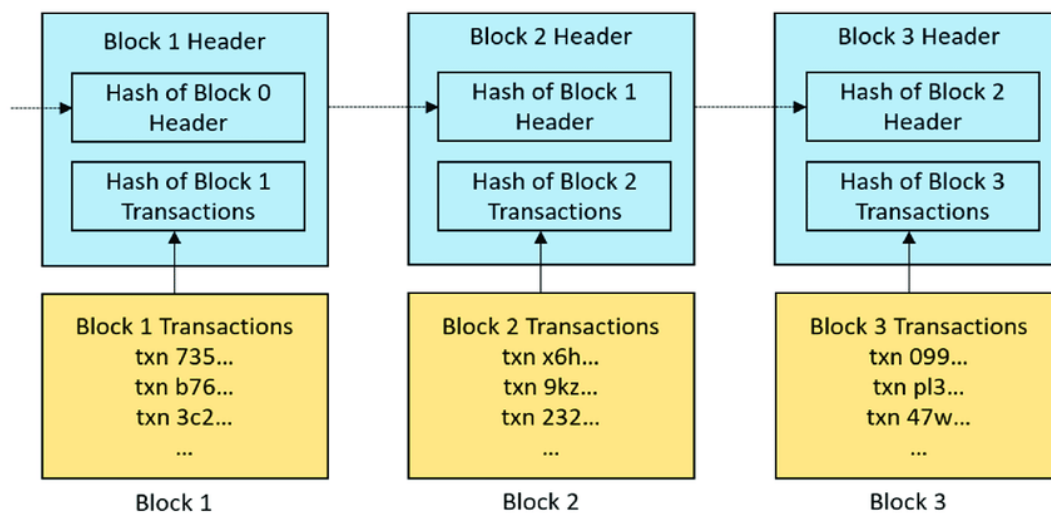 Block 1 Header
Hash of Block 0
Header
Hash of Block 1
Transactions
Block 1 Transactions
txn 735...
txn b76...
txn 3c2...
...
Block 1
Block 2 Header
Hash of Block 1
Header
Hash of Block 2
Transactions
Block 2 Transactions
txn x6h...
txn 9kz...
txn 232...
...
Block 2
Block 3 Header
Hash of Block 2
Header
Hash of Block 3
Transactions
Block 3 Transactions
txn 099...
txn pl3...
txn 47w...
...
Block 3